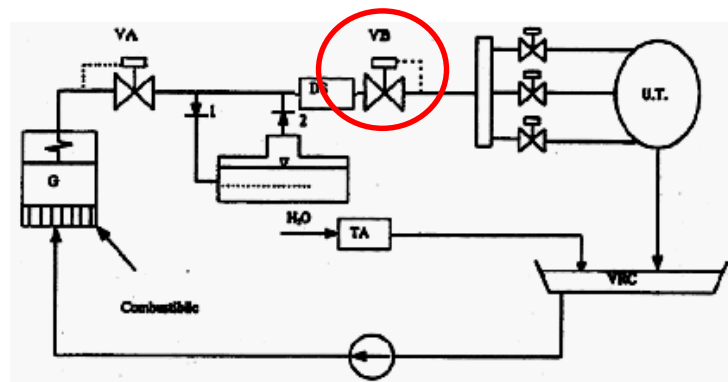 VA
VB
1
DS
2
U.T.
G
H₂O
TA
VRC
Combustibile